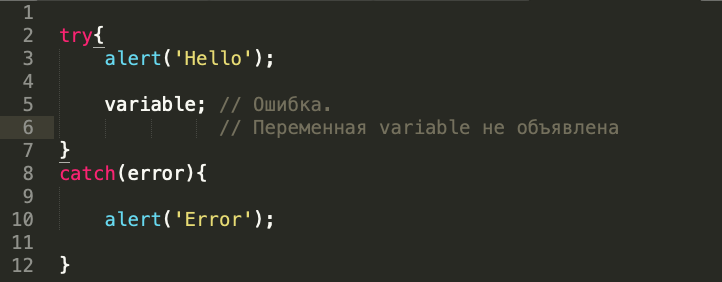 1
2 try{
3 alert('Hello');
4
5 variable; // Ошибка.
6 // Переменная variable не объявлена
7 }
8 catch(error){
9
10 alert('Error');
11
12 }